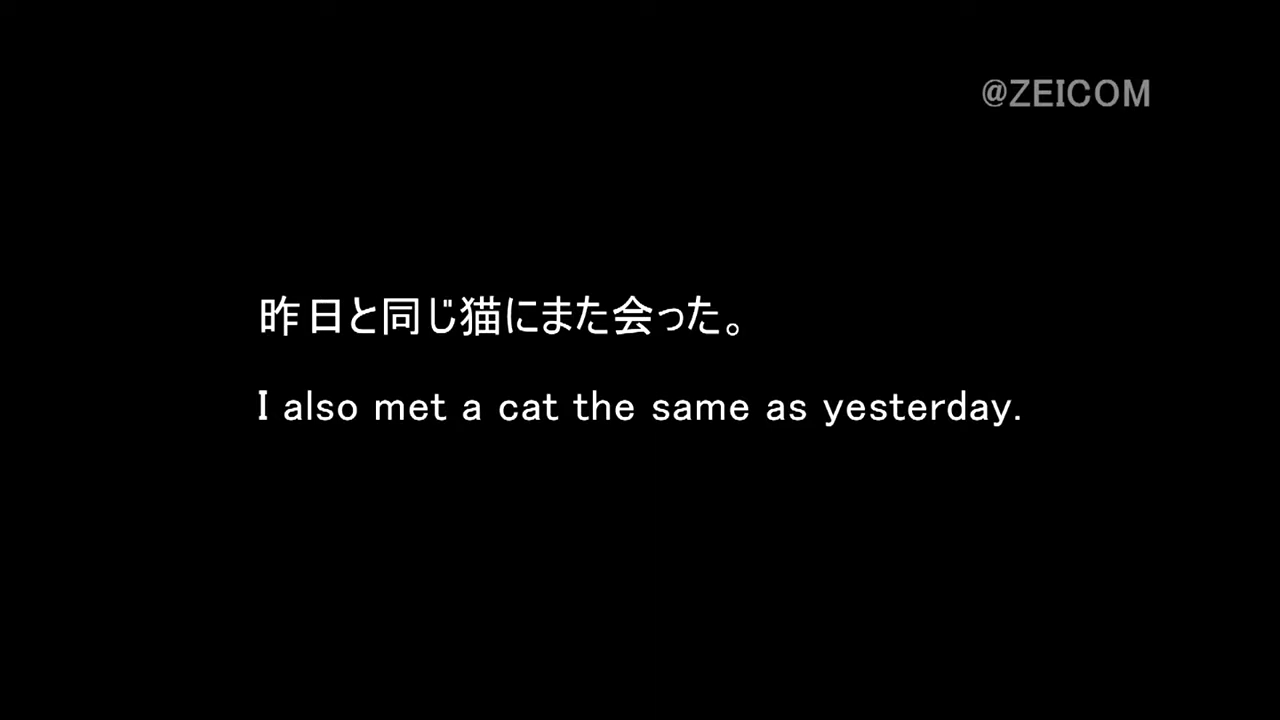 @ZEICOM
昨日と同じ猫にまた会った。
I also met a cat the same as yesterday.